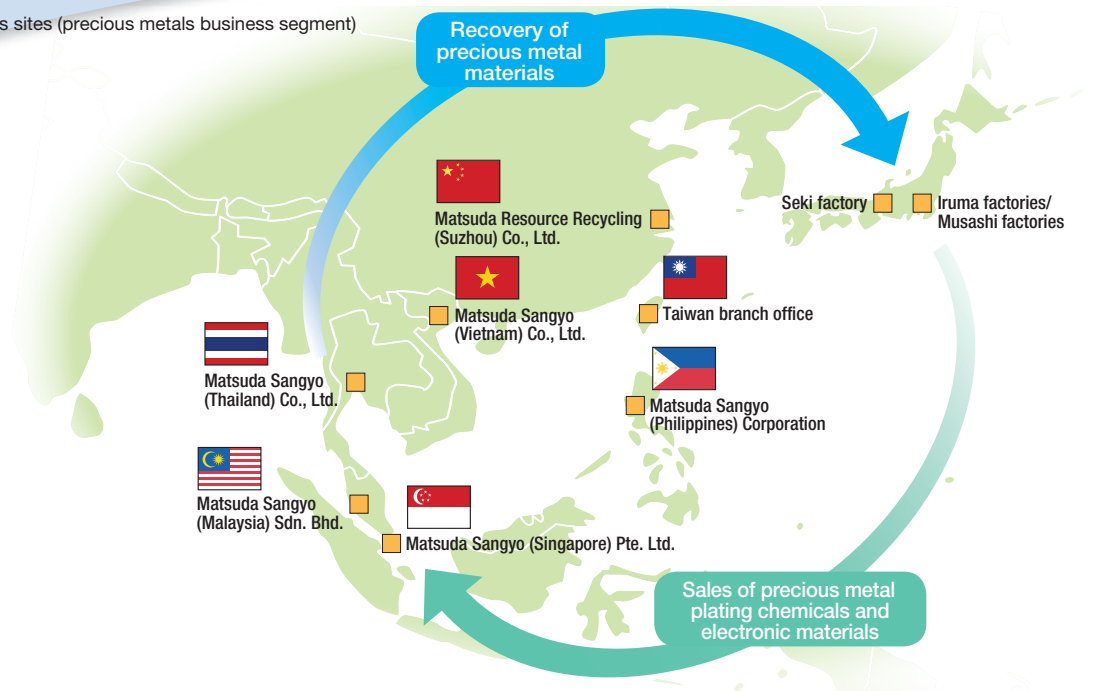 s sites (precious metals business segment)
Recovery of
precious metal
materials
Matsuda Resource Recycling
(Suzhou) Co., Ltd.
Seki factory
Iruma factories/
Musashi factories
Matsuda Sangyo
(Vietnam) Co., Ltd.
Taiwan branch office
Matsuda Sangyo
(Thailand) Co., Ltd.
Matsuda Sangyo
(Philippines) Corporation
Matsuda Sangyo
(Malaysia) Sdn. Bhd.
Matsuda Sangyo (Singapore) Pte. Ltd.
Sales of precious metal
plating chemicals and
electronic materials